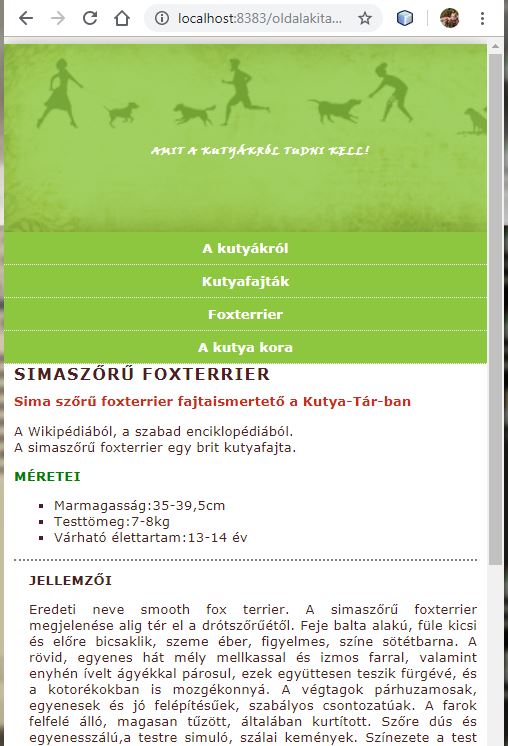 localhost:8383/oldalakita...
AMIT A KUTYÁKRÓL TUDNI KELL!
A kutyákról
Kutyafajták
Foxterrier
A kutya kora
SIMASZŐRŰ FOXTERRIER
Sima szőrű foxterrier fajtaismertető a Kutya-Tár-ban
A Wikipédiából, a szabad enciklopédiából.
A simaszőrű foxterrier egy brit kutyafajta.
MÉRETEI
Marmagasság:35-39,5cm
Testtömeg:7-8kg
Várható élettartam:13-14 év
JELLEMZŐI
Eredeti neve smooth fox terrier. A simaszőrű foxterrier
megjelenése alig tér el a drótszőrűétől. Feje balta alakú, füle kicsi
és előre bicsaklik, szeme éber, figyelmes, színe sötétbarna. A
rövid, egyenes hát mély mellkassal és izmos farral, valamint
enyhén ívelt ágyékkal párosul, ezek együttesen teszik fürgévé, és
a kotorékokban is mozgékonnyá. A végtagok párhuzamosak,
egyenesek és jó felépítésűek, szabályos csontozatúak. A farok
felfelé álló, magasan tűzött, általában kurtított. Szőre dús és
egyenesszálú,a testre simuló, szálai kemények. Színezete a test